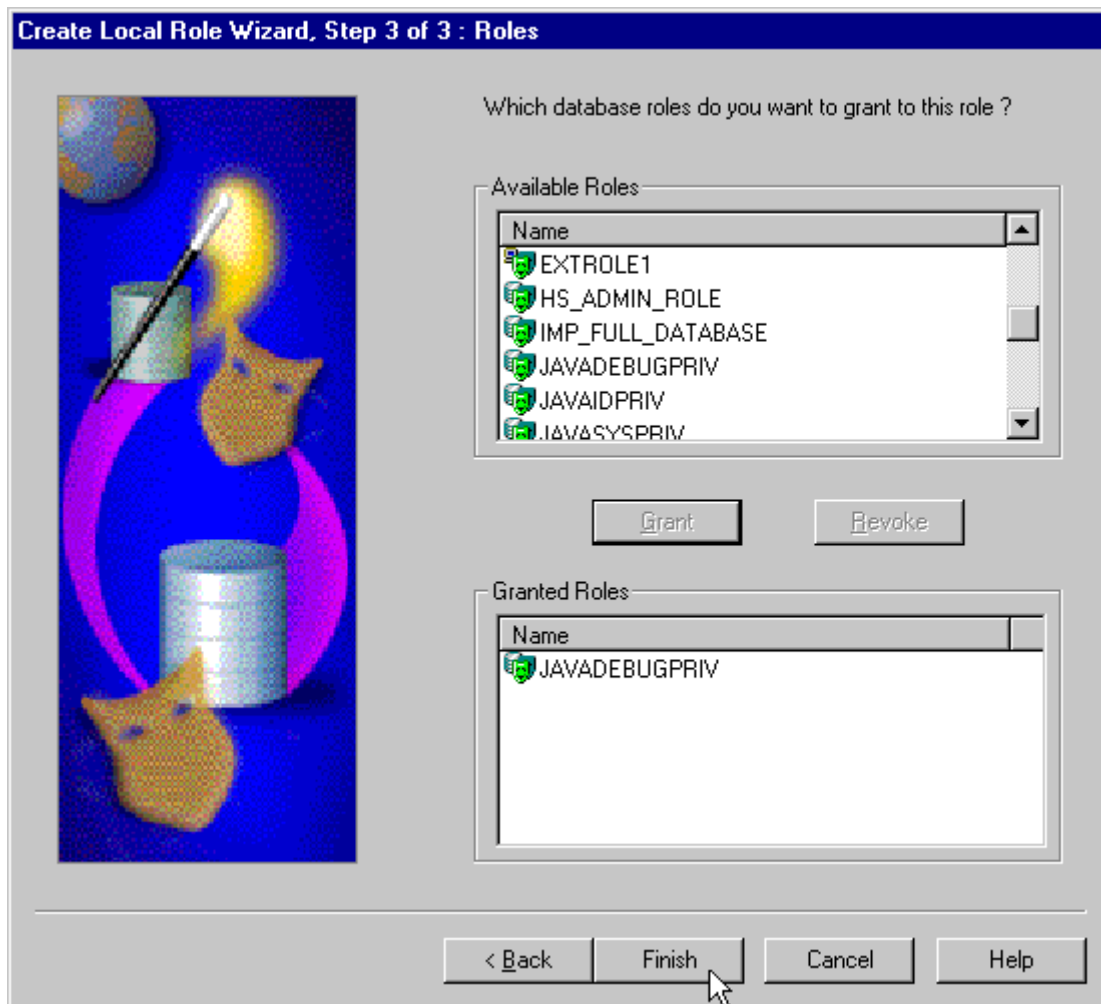 Create Local Role Wizard, Step 3 of 3 : Roles
Which database roles do you want to grant to this role ?
Available Roles
Name
EXTROLE1
HS_ADMIN_ROLE
IMP_FULL_DATABASE
JAVADEBUGPRIV
JAVAIDPRIV
JAVASYSPRIV
Grant Revoke
Granted Roles
Name
JAVADEBUGPRIV
< Back Finish Cancel Help